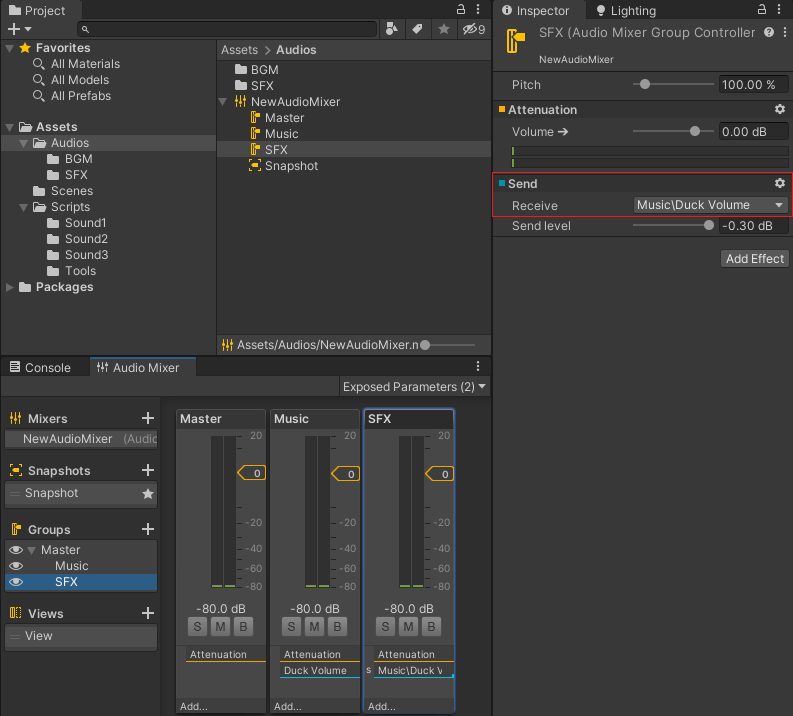 Project
9
Favorites
All Materials
All Models
All Prefabs
Assets
Audios
BGM
SFX
Scenes
Scripts
Sound1
Sound2
Sound3
Tools
Packages
Assets > Audios
BGM
SFX
NewAudioMixer
Master
Music
SFX
Snapshot
Assets/Audios/NewAudioMixer.n
Inspector
Lighting
SFX (Audio Mixer Group Controller
NewAudioMixer
Pitch 100.00 %
Attenuation
Volume ➔ 0.00 dB
Send
Receive Music\Duck Volume
Send level -0.30 dB
Add Effect
Console
Audio Mixer
Exposed Parameters (2)
Mixers +
NewAudioMixer (Audio
Snapshots +
Snapshot
Groups +
Master
Music
SFX
Views +
View
Master
20
0
-20
-40
-60
-80
-80.0 dB
S M B
Attenuation
Add...
Music
20
0
-20
-40
-60
-80
-80.0 dB
S M B
Attenuation
Duck Volume
Add...
SFX
20
0
-20
-40
-60
-80
-80.0 dB
S M B
Attenuation
s Music\Duck V
Add...